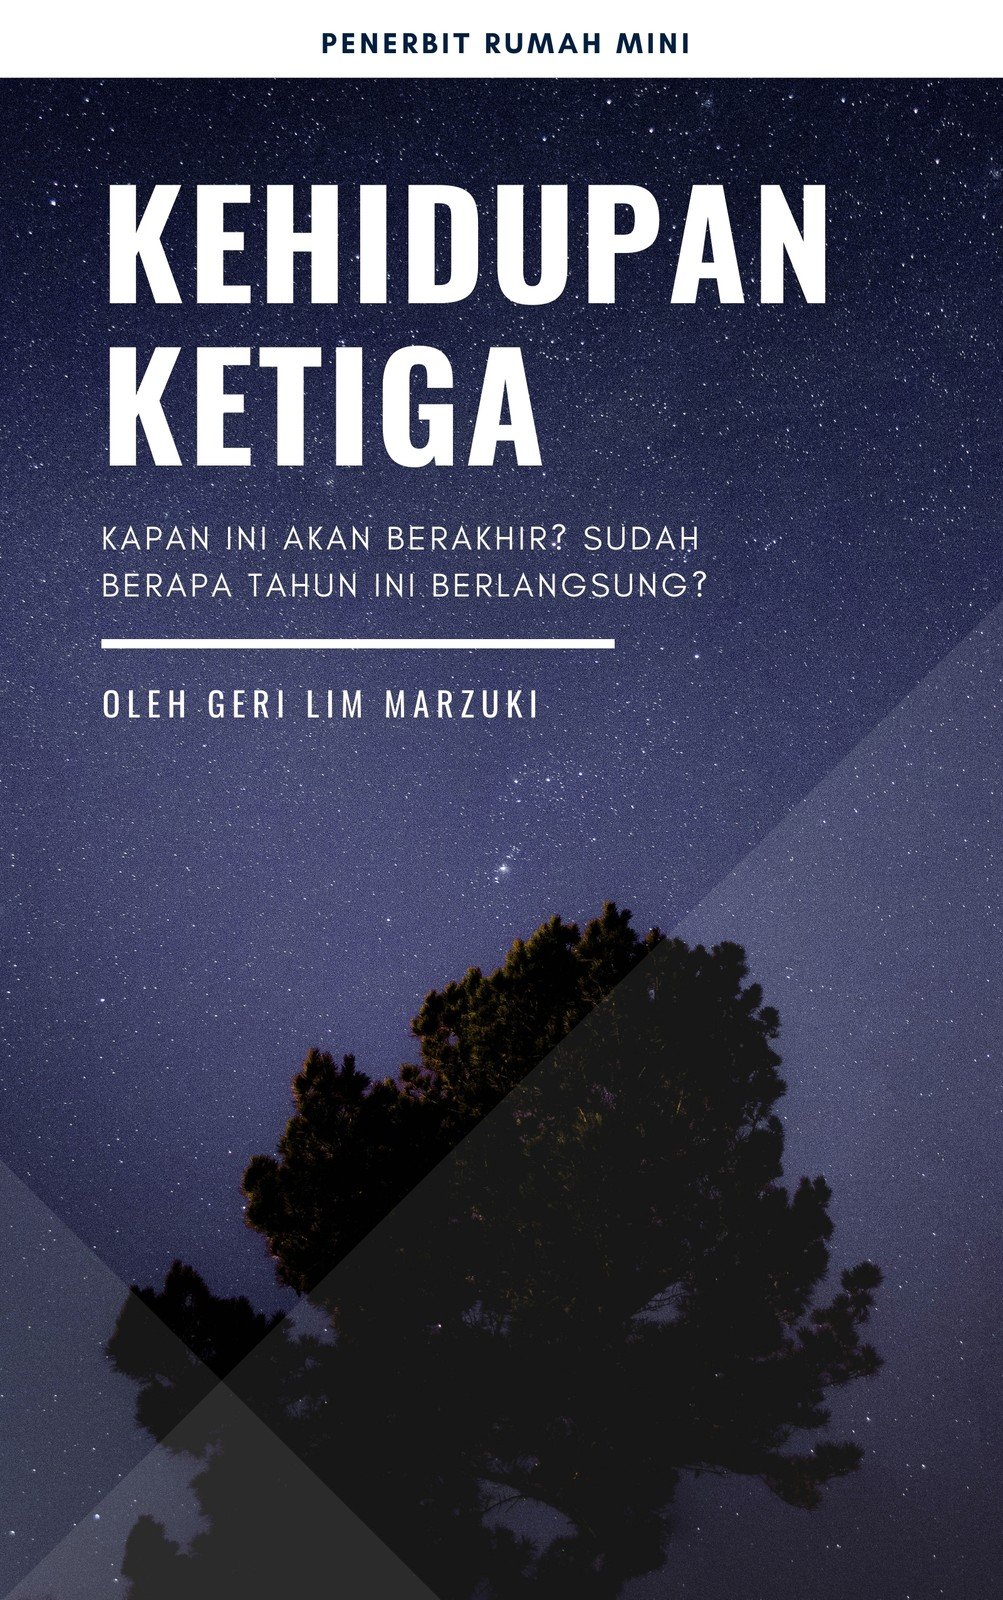 PENERBIT RUMAH MINI
KEHIDUPAN
KETIGA
KAPAN INI AKAN BERAKHIR? SUDAH
BERAPA TAHUN INI BERLANGSUNG?
OLEH GERI LIM MARZUKI